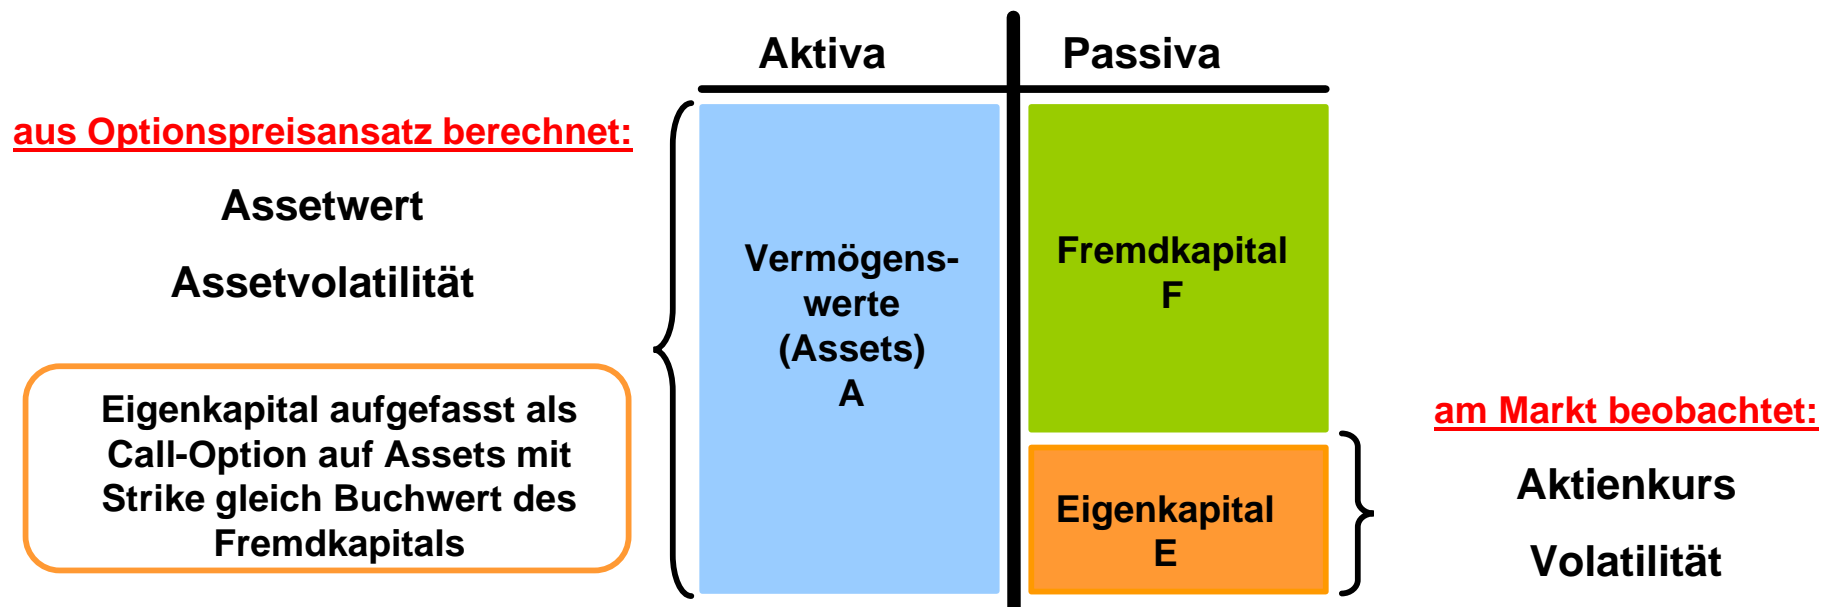 Aktiva
Passiva
aus Optionspreisansatz berechnet:
Assetwert
Assetvolatilität
Eigenkapital aufgefasst als
Call-Option auf Assets mit
Strike gleich Buchwert des
Fremdkapitals
Vermögens-
werte
(Assets)
A
Fremdkapital
F
Eigenkapital
E
am Markt beobachtet:
Aktienkurs
Volatilität